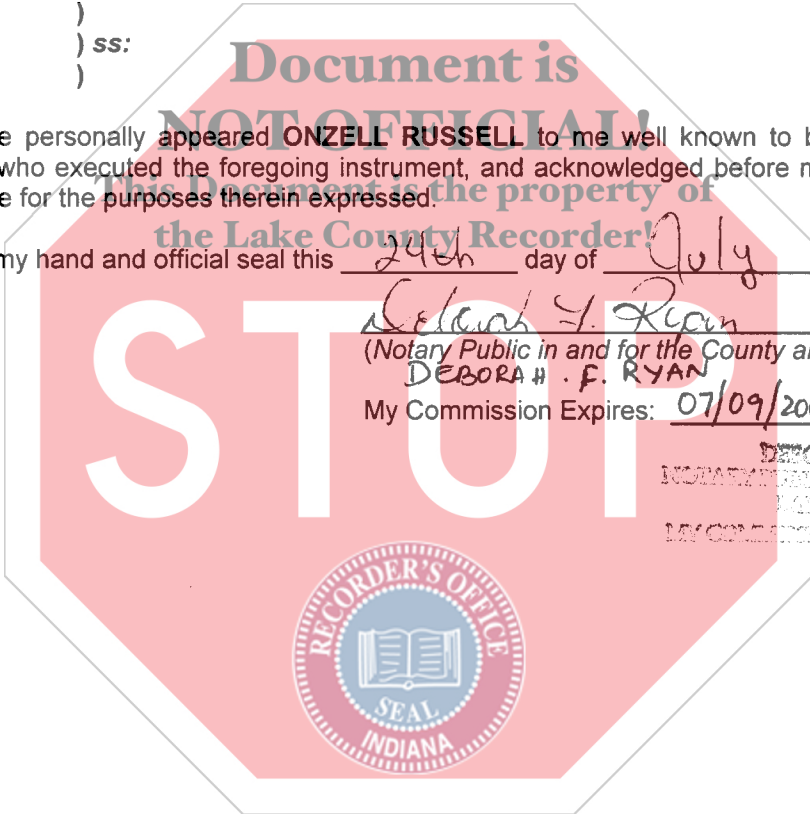 )
) ss:
)
Document is
NOT OFFICIAL!
This Document is the property of
the Lake County Recorder!
e personally appeared ONZELL RUSSELL to me well known to b
who executed the foregoing instrument, and acknowledged before m
e for the purposes therein expressed.
my hand and official seal this 24th day of July
Deborah F. Ryan
(Notary Public in and for the County a
DEBORAH. F. RYAN
My Commission Expires: 07/09/200
STOP
RECORDER'S OFFICE
SEAL
INDIANA